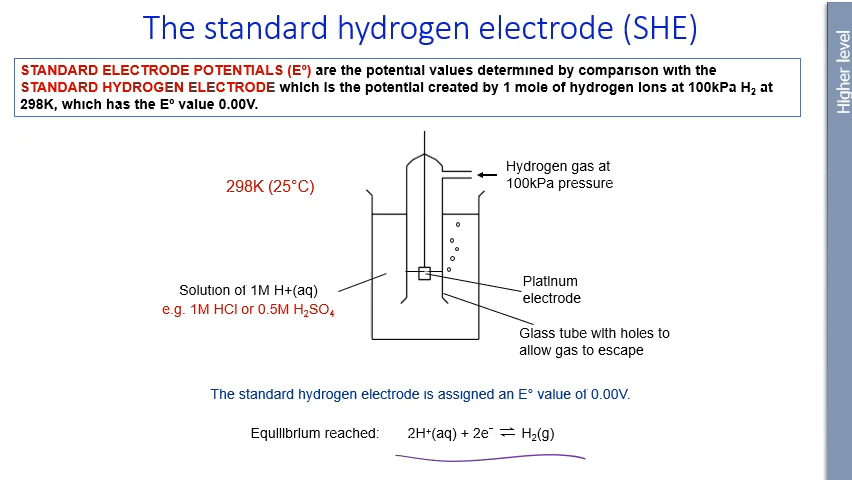 The standard hydrogen electrode (SHE)
Higher level
STANDARD ELECTRODE POTENTIALS (Eº) are the potential values determined by comparison with the
STANDARD HYDROGEN ELECTRODE which is the potential created by 1 mole of hydrogen ions at 100kPa H₂ at
298K, which has the Eº value 0.00V.
298K (25°C)
Hydrogen gas at
100kPa pressure
Solution of 1M H+(aq)
e.g. 1M HCl or 0.5M H₂SO₄
Platinum
electrode
Glass tube with holes to
allow gas to escape
The standard hydrogen electrode is assigned an E° value of 0.00V.
Equilibrium reached: 2H⁺(aq) + 2e⁻ ⇌ H₂(g)